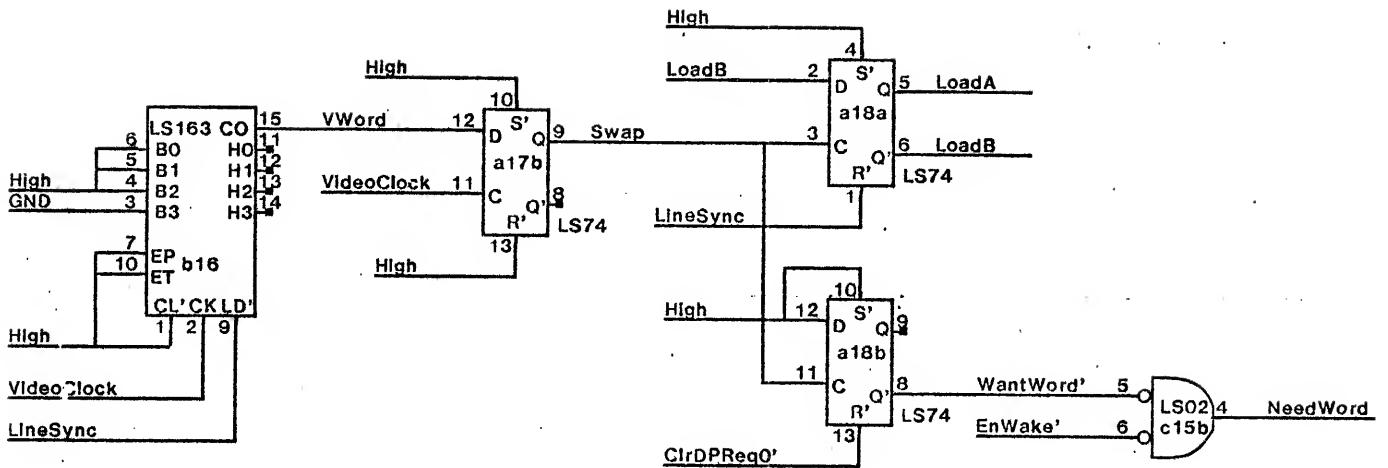 High
4
LoadB
2
S'
D
Q
5
LoadA
a18a
3
C
Q'
6
LoadB
R'
LS74
1
LineSync
High
10
VWord
12
S'
D
Q
9
Swap
a17b
VideoClock
11
C
Q'
8
R'
LS74
13
High
LS163 CO
15
6
B0
H0
11
5
B1
H1
12
High
4
B2
H2
13
GND
3
B3
H3
14
7
EP
10
ET
b16
CL' CK LD'
High
1
2
9
VideoClock
LineSync
10
High
12
S'
D
Q
9
a18b
11
C
Q'
8
WantWord'
5
R'
LS74
13
ClrDPReq0'
EnWake'
6
LS02
c15b
4
NeedWord